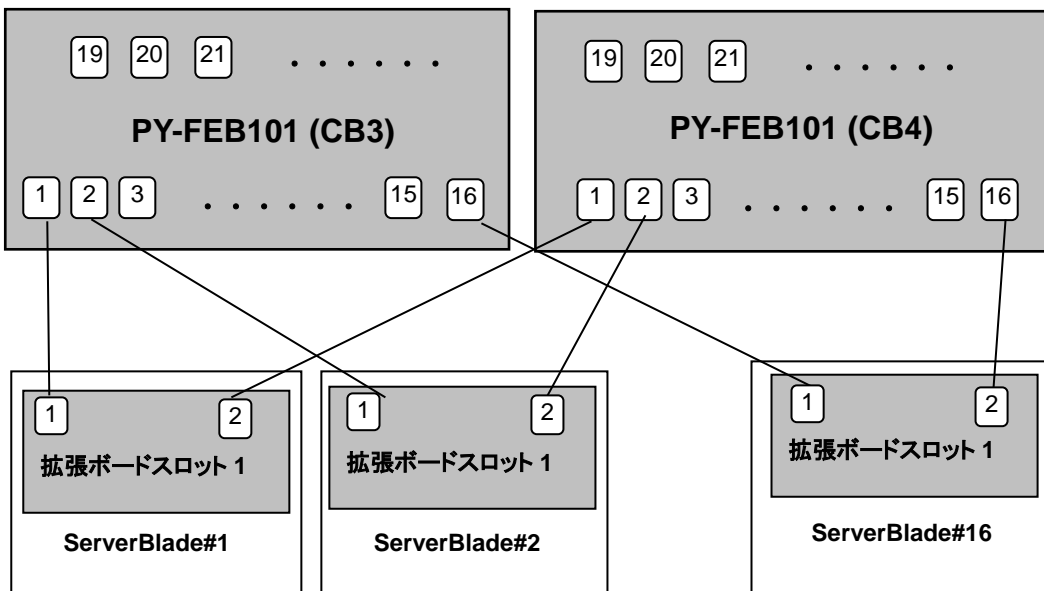 19 20 21 . . . . . .
PY-FEB101 (CB3)
1 2 3 . . . . . . 15 16
19 20 21 . . . . . .
PY-FEB101 (CB4)
1 2 3 . . . . . . 15 16
1 2
拡張ボードスロット 1
ServerBlade#1
1 2
拡張ボードスロット 1
ServerBlade#2
1 2
拡張ボードスロット 1
ServerBlade#16